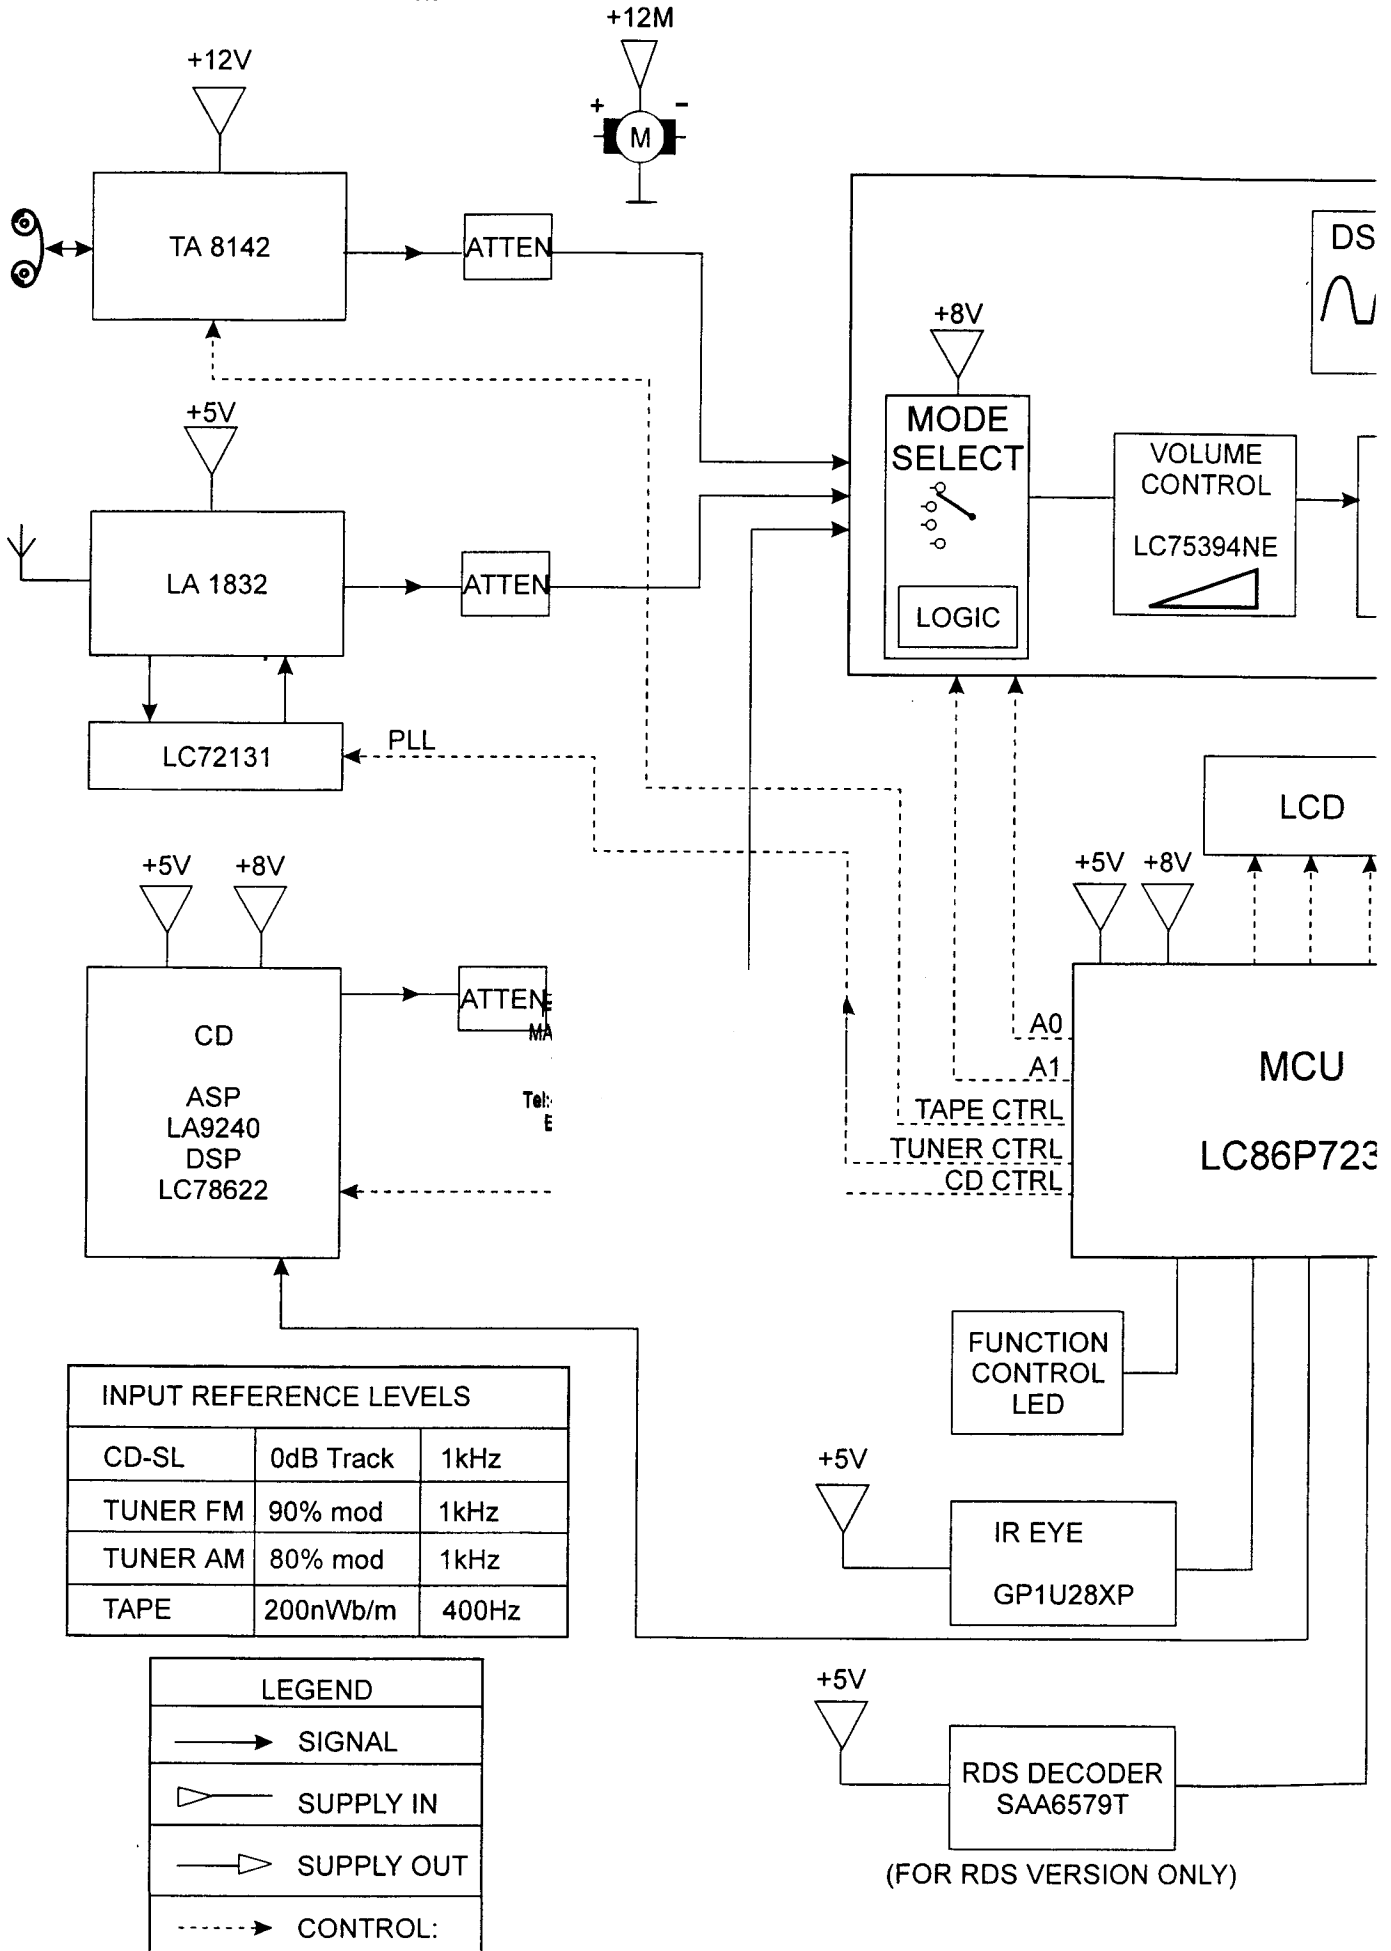 +12M
+12V
+ -
M
TA 8142
ATTEN
DS
+8V
MODE
SELECT
LOGIC
VOLUME
CONTROL
LC75394NE
+5V
LA 1832
ATTEN
LC72131
PLL
LCD
+5V +8V
+5V +8V
CD
ASP
LA9240
DSP
LC78622
ATTEN
MA
Tel:
E
A0
A1
TAPE CTRL
TUNER CTRL
CD CTRL
MCU
LC86P723
FUNCTION
CONTROL
LED
INPUT REFERENCE LEVELS
CD-SL 0dB Track 1kHz
TUNER FM 90% mod 1kHz
TUNER AM 80% mod 1kHz
TAPE 200nWb/m 400Hz
+5V
IR EYE
GP1U28XP
LEGEND
SIGNAL
SUPPLY IN
SUPPLY OUT
CONTROL:
+5V
RDS DECODER
SAA6579T
(FOR RDS VERSION ONLY)